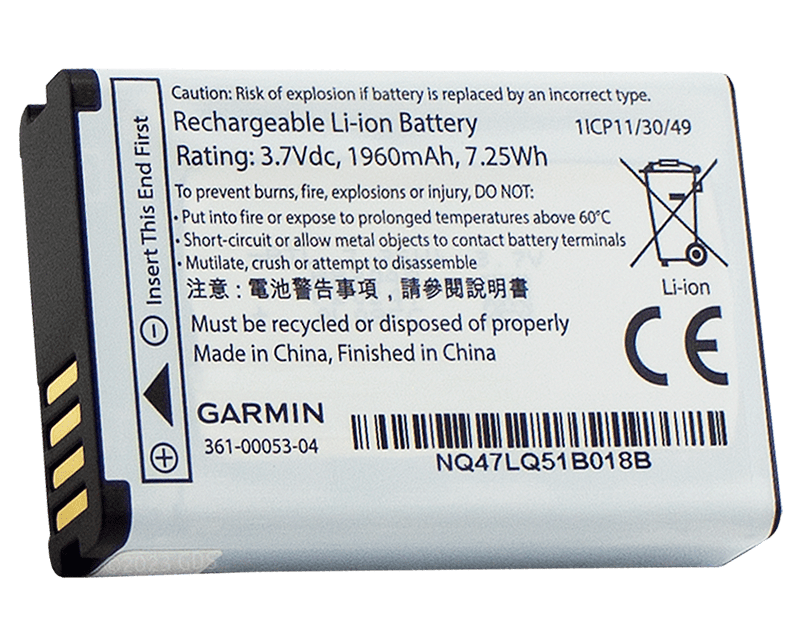 Caution: Risk of explosion if battery is replaced by an incorrect type.
Rechargeable Li-ion Battery
1ICP11/30/49
Rating: 3.7Vdc, 1960mAh, 7.25Wh
To prevent burns, fire, explosions or injury, DO NOT:
• Put into fire or expose to prolonged temperatures above 60°C
• Short-circuit or allow metal objects to contact battery terminals
• Mutilate, crush or attempt to disassemble
注意：電池警告事項，請參閱說明書
Must be recycled or disposed of properly
Made in China, Finished in China
Li-ion
CE
GARMIN
361-00053-04
NQ47LQ51B018B
Insert This End First